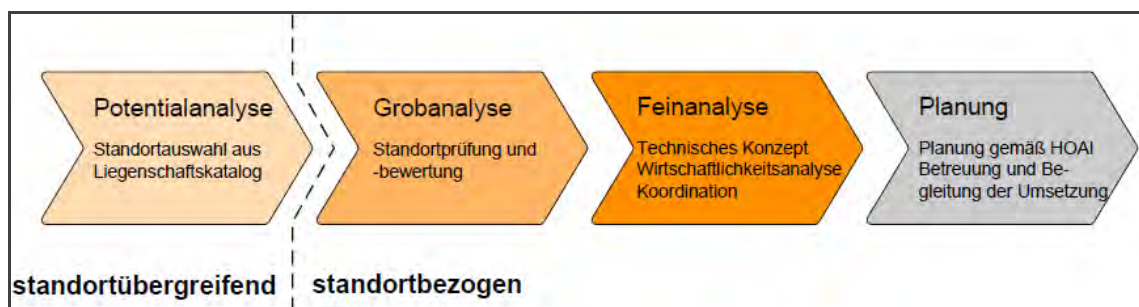 Potentialanalyse
Standortauswahl aus
Liegenschaftskatalog
Grobanalyse
Standortprüfung und
-bewertung
Feinanalyse
Technisches Konzept
Wirtschaftlichkeitsanalyse
Koordination
Planung
Planung gemäß HOAI
Betreuung und Be-
gleitung der Umsetzung
standortübergreifend
standortbezogen